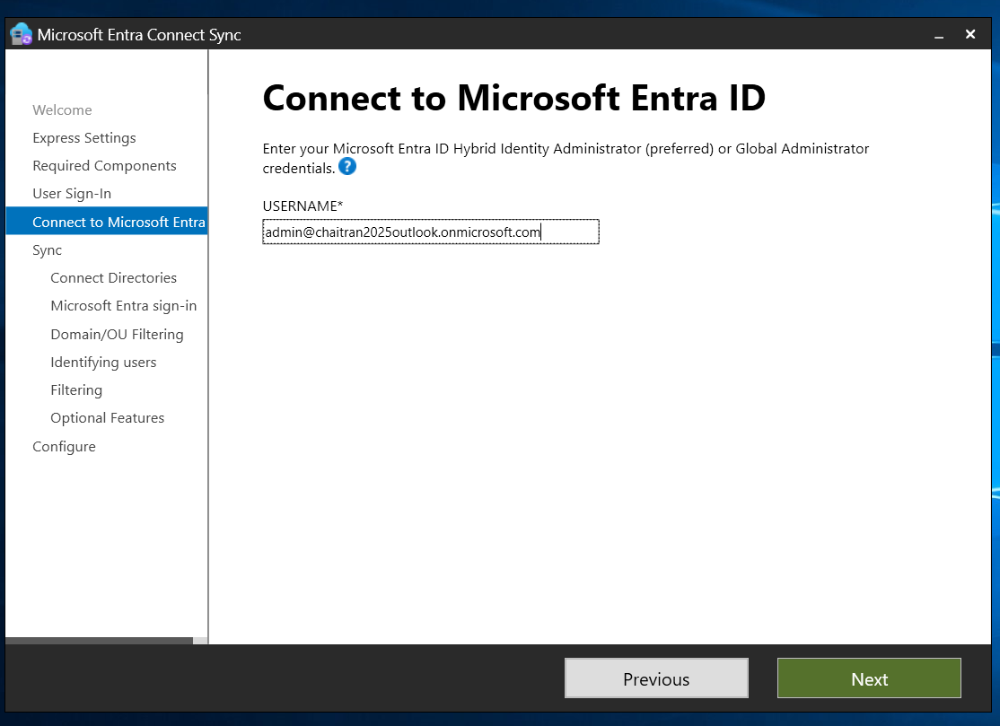 Microsoft Entra Connect Sync
Welcome
Express Settings
Required Components
User Sign-In
Connect to Microsoft Entra
Sync
Connect Directories
Microsoft Entra sign-in
Domain/OU Filtering
Identifying users
Filtering
Optional Features
Configure
Connect to Microsoft Entra ID
Enter your Microsoft Entra ID Hybrid Identity Administrator (preferred) or Global Administrator
credentials. ?
USERNAME*
admin@chaitran2025outlook.onmicrosoft.com
Previous
Next